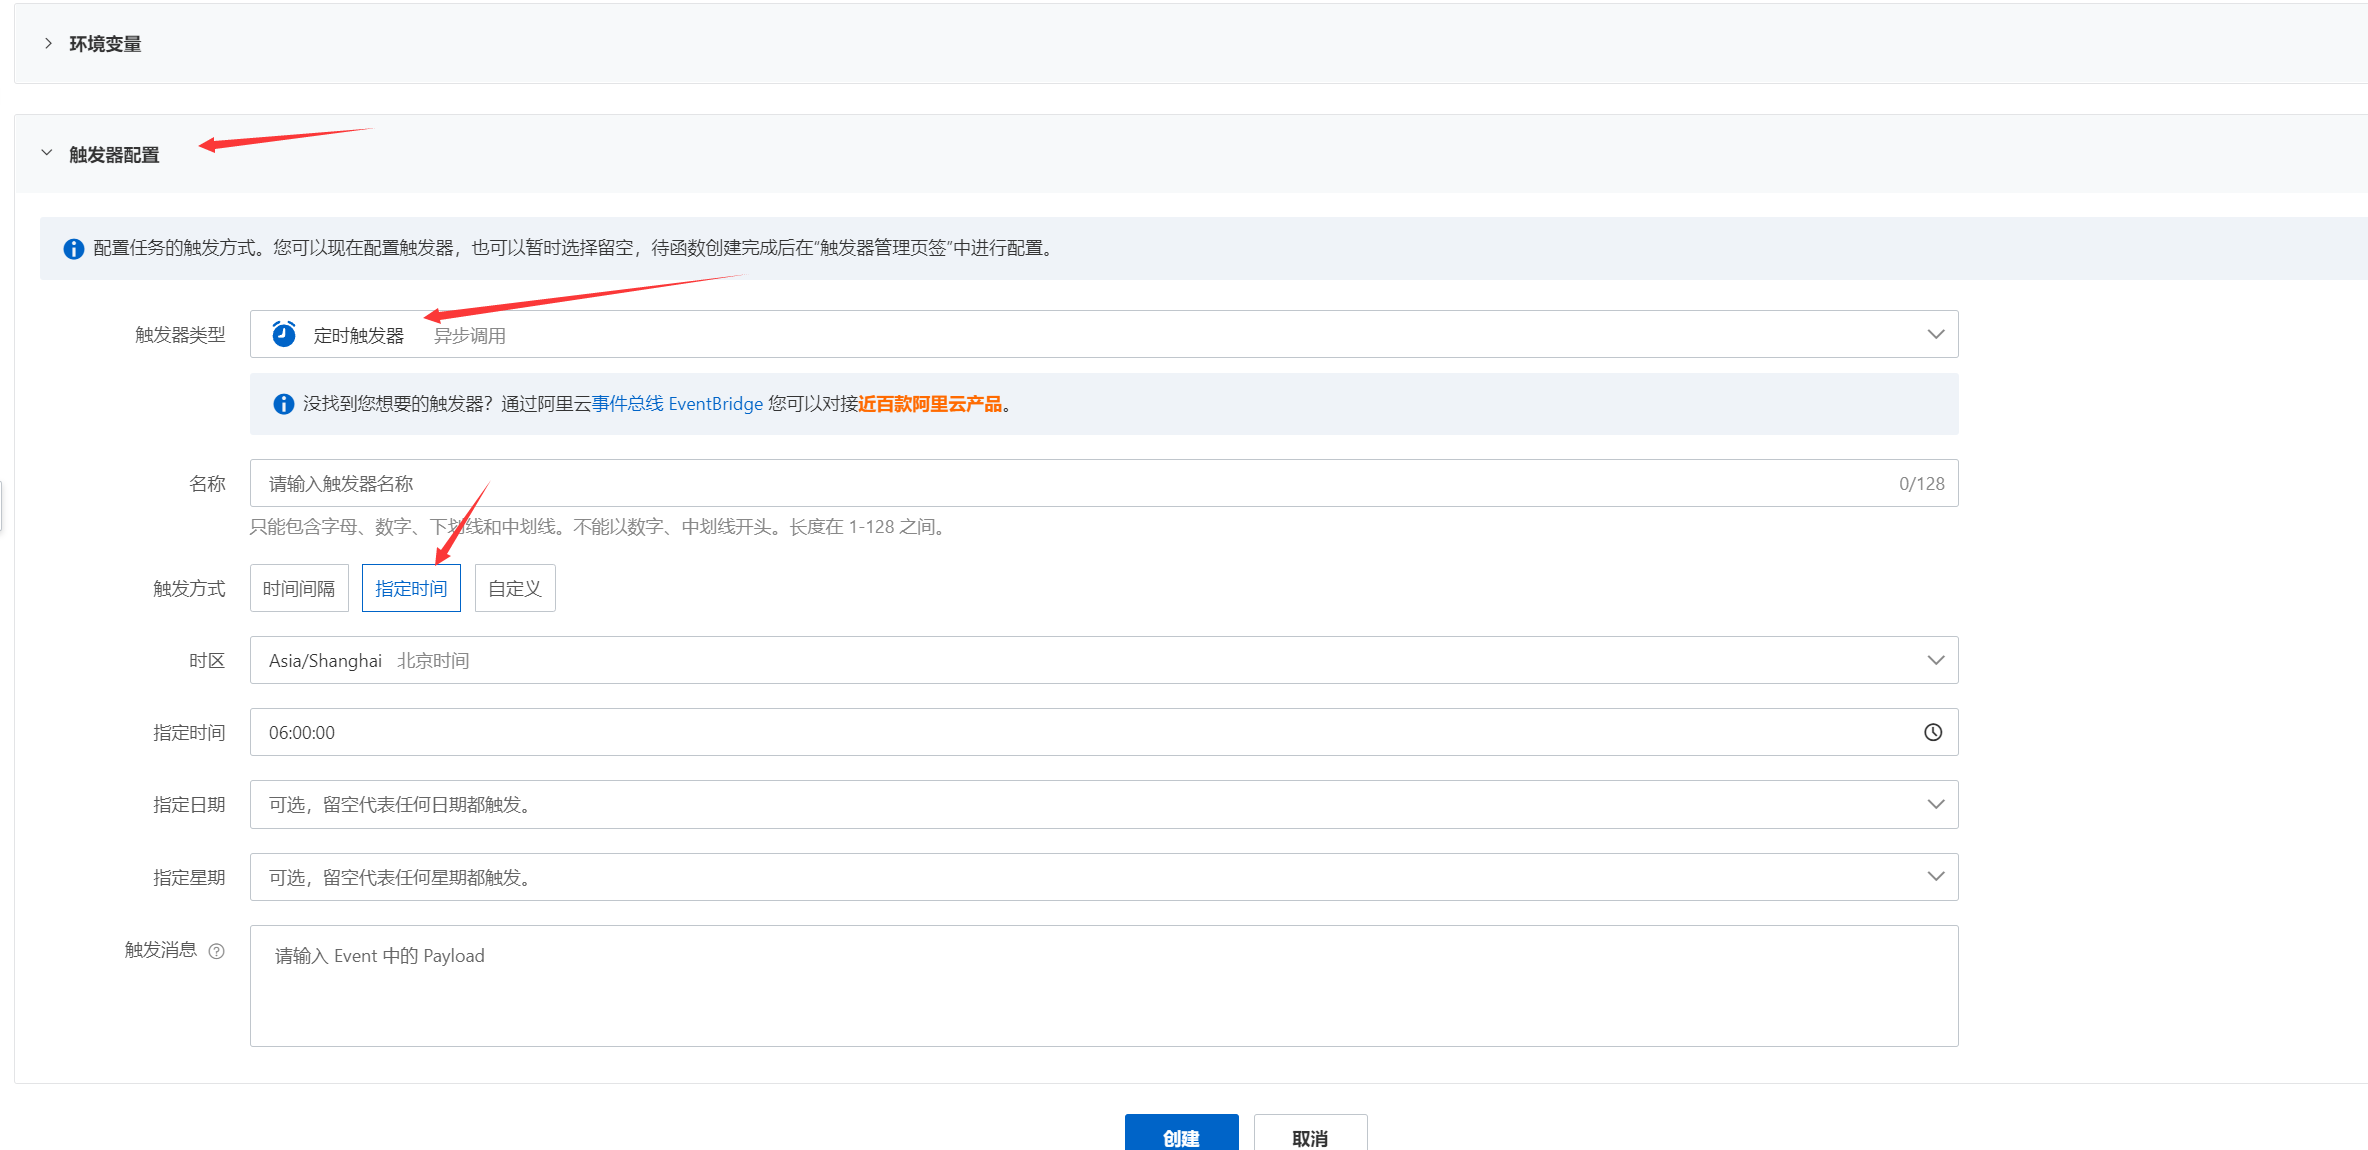 环境变量
触发器配置
配置任务的触发方式。您可以现在配置触发器，也可以暂时选择留空，待函数创建完成后在“触发器管理页签”中进行配置。
触发器类型 定时触发器 异步调用
没找到您想要的触发器？通过阿里云事件总线 EventBridge 您可以对接近百款阿里云产品。
名称 请输入触发器名称 0/128
只能包含字母、数字、下划线和中划线。不能以数字、中划线开头。长度在 1-128 之间。
触发方式 时间间隔 指定时间 自定义
时区 Asia/Shanghai 北京时间
指定时间 06:00:00
指定日期 可选，留空代表任何日期都触发。
指定星期 可选，留空代表任何星期都触发。
触发消息 请输入 Event 中的 Payload
创建 取消